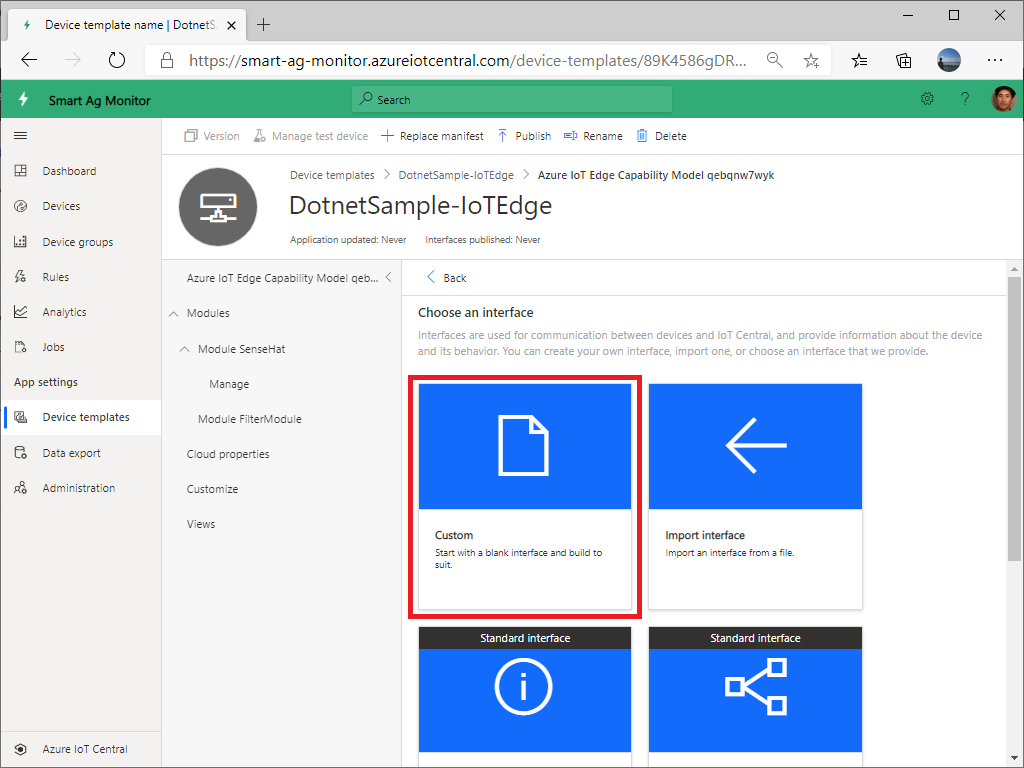 Device template name | DotnetS
https://smart-ag-monitor.azureiotcentral.com/device-templates/89K4586gDR...
Smart Ag Monitor
Search
?
Version
Manage test device
Replace manifest
Publish
Rename
Delete
Dashboard
Devices
Device groups
Rules
Analytics
Jobs
App settings
Device templates
Data export
Administration
Azure IoT Central
Device templates > DotnetSample-IoTEdge > Azure IoT Edge Capability Model qebqnw7wyk
DotnetSample-IoTEdge
Application updated: Never Interfaces published: Never
Azure IoT Edge Capability Model qeb...
Modules
Module SenseHat
Manage
Module FilterModule
Cloud properties
Customize
Views
Back
Choose an interface
Interfaces are used for communication between devices and IoT Central, and provide information about the device
and its behavior. You can create your own interface, import one, or choose an interface that we provide.
Custom
Start with a blank interface and build to
suit.
Import interface
Import an interface from a file.
Standard interface
Standard interface